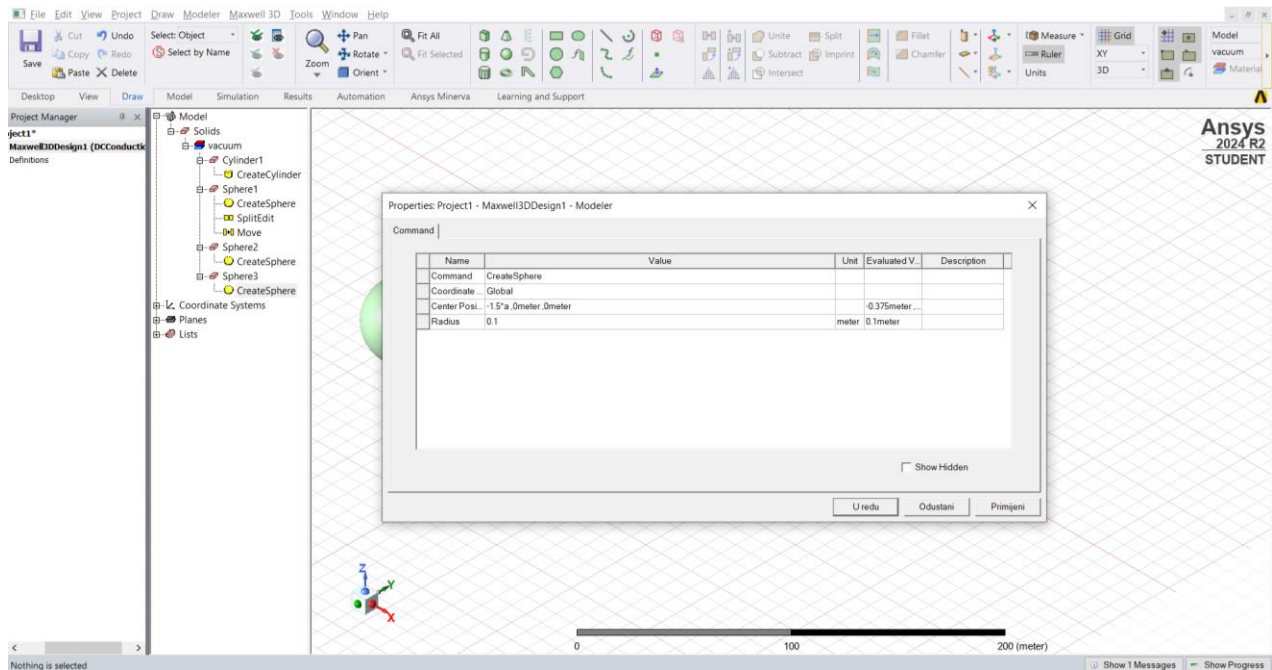 File Edit View Project Draw Modeler Maxwell 3D Tools Window Help
Save
Cut Undo
Copy Redo
Paste Delete
Select: Object
Select by Name
Zoom
Pan
Rotate
Orient
Fit All
Fit Selected
Unite Split
Subtract Imprint
Intersect
Fillet
Chamfer
Measure
Ruler
Units
Grid
XY
3D
Model
vacuum
Material
Desktop View Draw Model Simulation Results Automation Ansys Minerva Learning and Support
Project Manager
ject1*
Maxwell3DDesign1 (DCConductic
Definitions
Model
Solids
vacuum
Cylinder1
CreateCylinder
Sphere1
CreateSphere
SplitEdit
Move
Sphere2
CreateSphere
Sphere3
CreateSphere
Coordinate Systems
Planes
Lists
Ansys
2024 R2
STUDENT
Properties: Project1 - Maxwell3DDesign1 - Modeler
Command
Name Value Unit Evaluated V... Description
Command CreateSphere
Coordinate ... Global
Center Posi... -1.5*a ,0meter ,0meter -0.375meter ,...
Radius 0.1 meter 0.1meter
Show Hidden
U redu Odustani Primijeni
Z
Y
X
0 100 200 (meter)
Nothing is selected
Show 1 Messages Show Progress